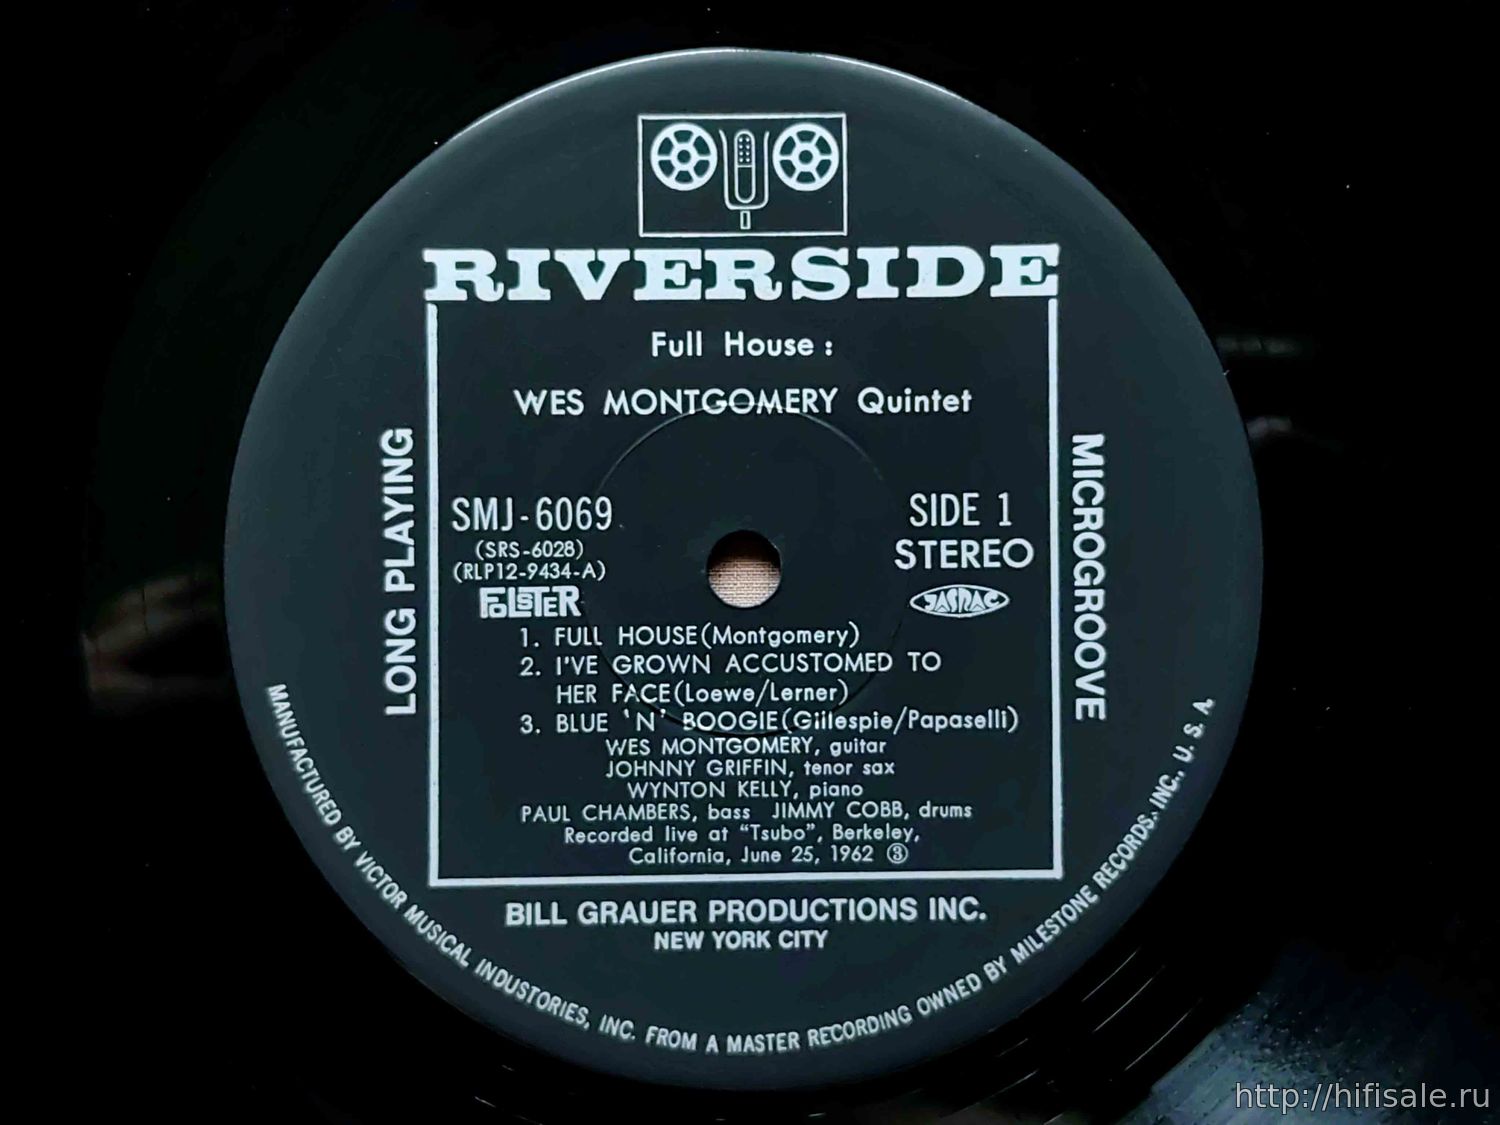 RIVERSIDE
Full House :
WES MONTGOMERY Quintet
LONG PLAYING
MICROGROOVE
SMJ-6069
(SRS-6028)
(RLP12-9434-A)
FOLSTER
SIDE 1
STEREO
JASRAC
1. FULL HOUSE(Montgomery)
2. I'VE GROWN ACCUSTOMED TO
HER FACE(Loewe/Lerner)
3. BLUE 'N' BOOGIE(Gillespie/Papaselli)
WES MONTGOMERY, guitar
JOHNNY GRIFFIN, tenor sax
WYNTON KELLY, piano
PAUL CHAMBERS, bass JIMMY COBB, drums
Recorded live at “Tsubo”, Berkeley,
California, June 25, 1962 ③
BILL GRAUER PRODUCTIONS INC.
NEW YORK CITY
MANUFACTURED BY VICTOR MUSICAL INDUSTORIES, INC. FROM A MASTER RECORDING OWNED BY MILESTONE RECORDS, INC., U. S. A.
http://hifisale.ru